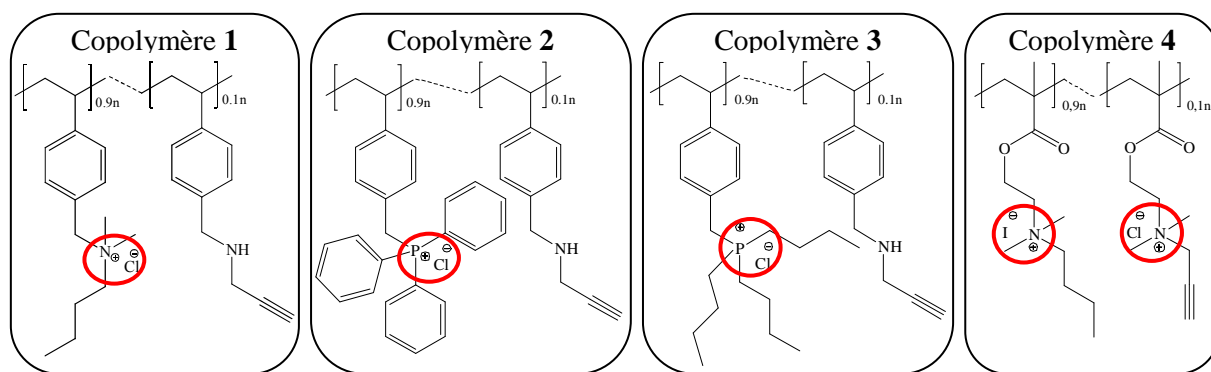 Copolymère 1
0.9n
0.1n
N
⊕
Cl
⊖
NH
Copolymère 2
0.9n
0.1n
P
⊕
Cl
⊖
NH
Copolymère 3
0.9n
0.1n
⊕
P
⊖
Cl
NH
Copolymère 4
0,9n
0,1n
O
O
O
O
⊖
I
N
⊕
⊖
Cl
N
⊕